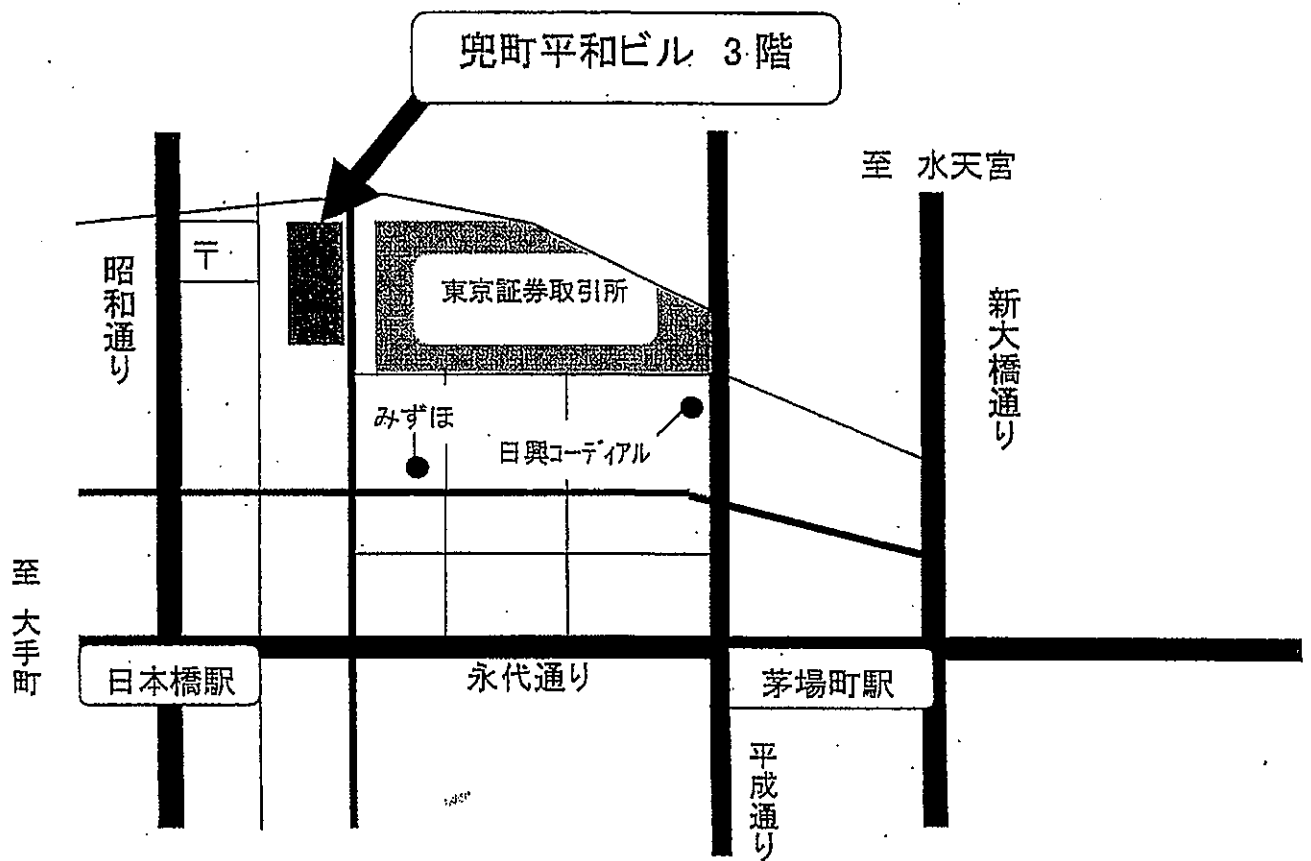 兜町平和ビル 3階
至 水天宮
〒
昭和通り
東京証券取引所
新大橋通り
みずほ
日興コーディアル
至 大手町
日本橋駅
永代通り
茅場町駅
平成通り